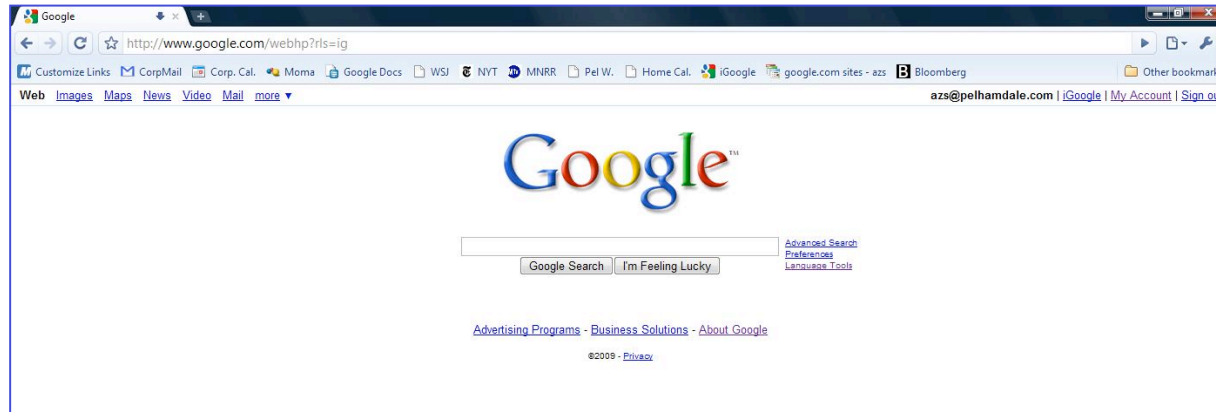 Google
http://www.google.com/webhp?rls=ig
Customize Links CorpMail Corp. Cal. Moma Google Docs WSJ NYT MNRR Pel W. Home Cal. iGoogle google.com sites - azs Bloomberg Other bookmark
Web Images Maps News Video Mail more ▼ azs@pelhamdale.com | iGoogle | My Account | Sign ou
Google™
Advanced Search
Preferences
Google Search I'm Feeling Lucky Language Tools
Advertising Programs - Business Solutions - About Google
©2009 - Privacy